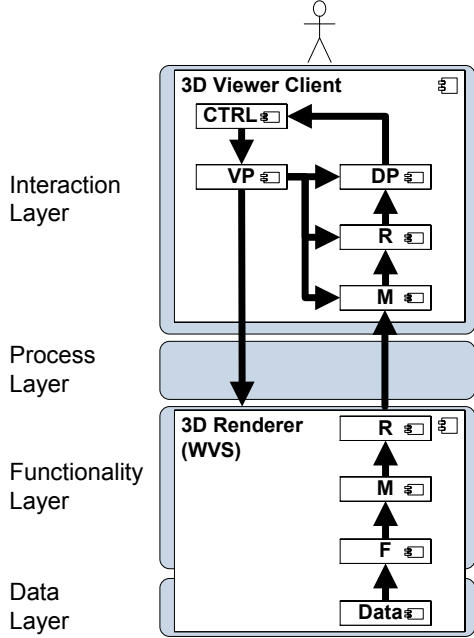 3D Viewer Client
CTRL
VP
DP
R
M
Interaction
Layer
Process
Layer
3D Renderer
(WVS)
R
M
F
Data
Functionality
Layer
Data
Layer